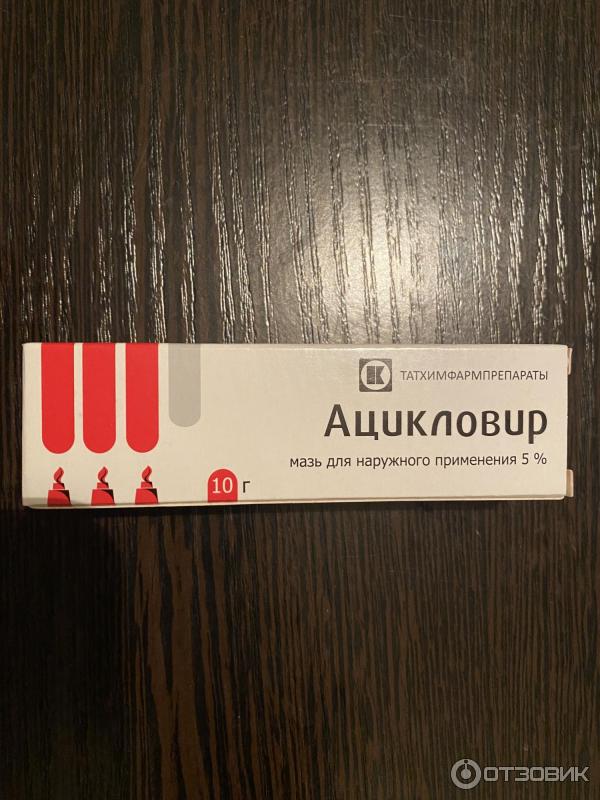 ТАТХИМФАРМПРЕПАРАТЫ
Ацикловир
мазь для наружного применения 5 %
10 г
ОТЗОВИК